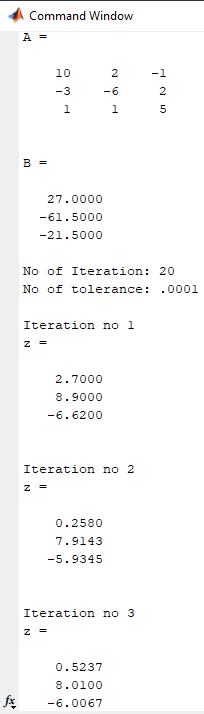 Command Window
A =
10 2 -1
-3 -6 2
1 1 5
B =
27.0000
-61.5000
-21.5000
No of Iteration: 20
No of tolerance: .0001
Iteration no 1
z =
2.7000
8.9000
-6.6200
Iteration no 2
z =
0.2580
7.9143
-5.9345
Iteration no 3
z =
0.5237
8.0100
fx -6.0067